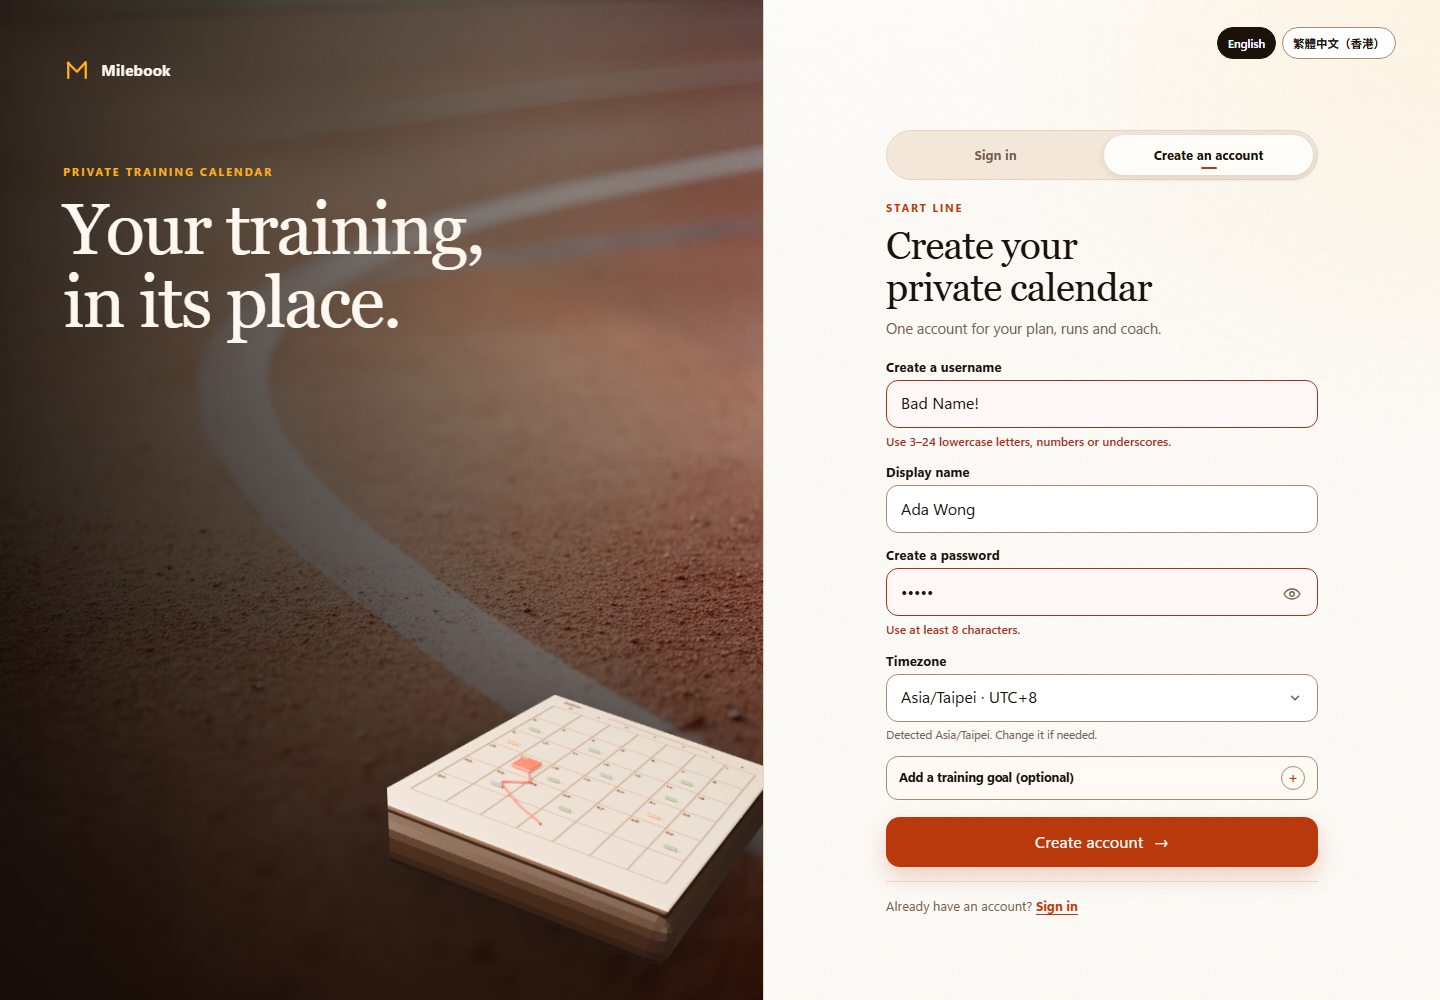 Milebook
PRIVATE TRAINING CALENDAR
Your training,
in its place.
English
繁體中文（香港）
Sign in
Create an account
START LINE
Create your
private calendar
One account for your plan, runs and coach.
Create a username
Bad Name!
Use 3–24 lowercase letters, numbers or underscores.
Display name
Ada Wong
Create a password
•••••
Use at least 8 characters.
Timezone
Asia/Taipei · UTC+8
Detected Asia/Taipei. Change it if needed.
Add a training goal (optional)
+
Create account →
Already have an account? Sign in